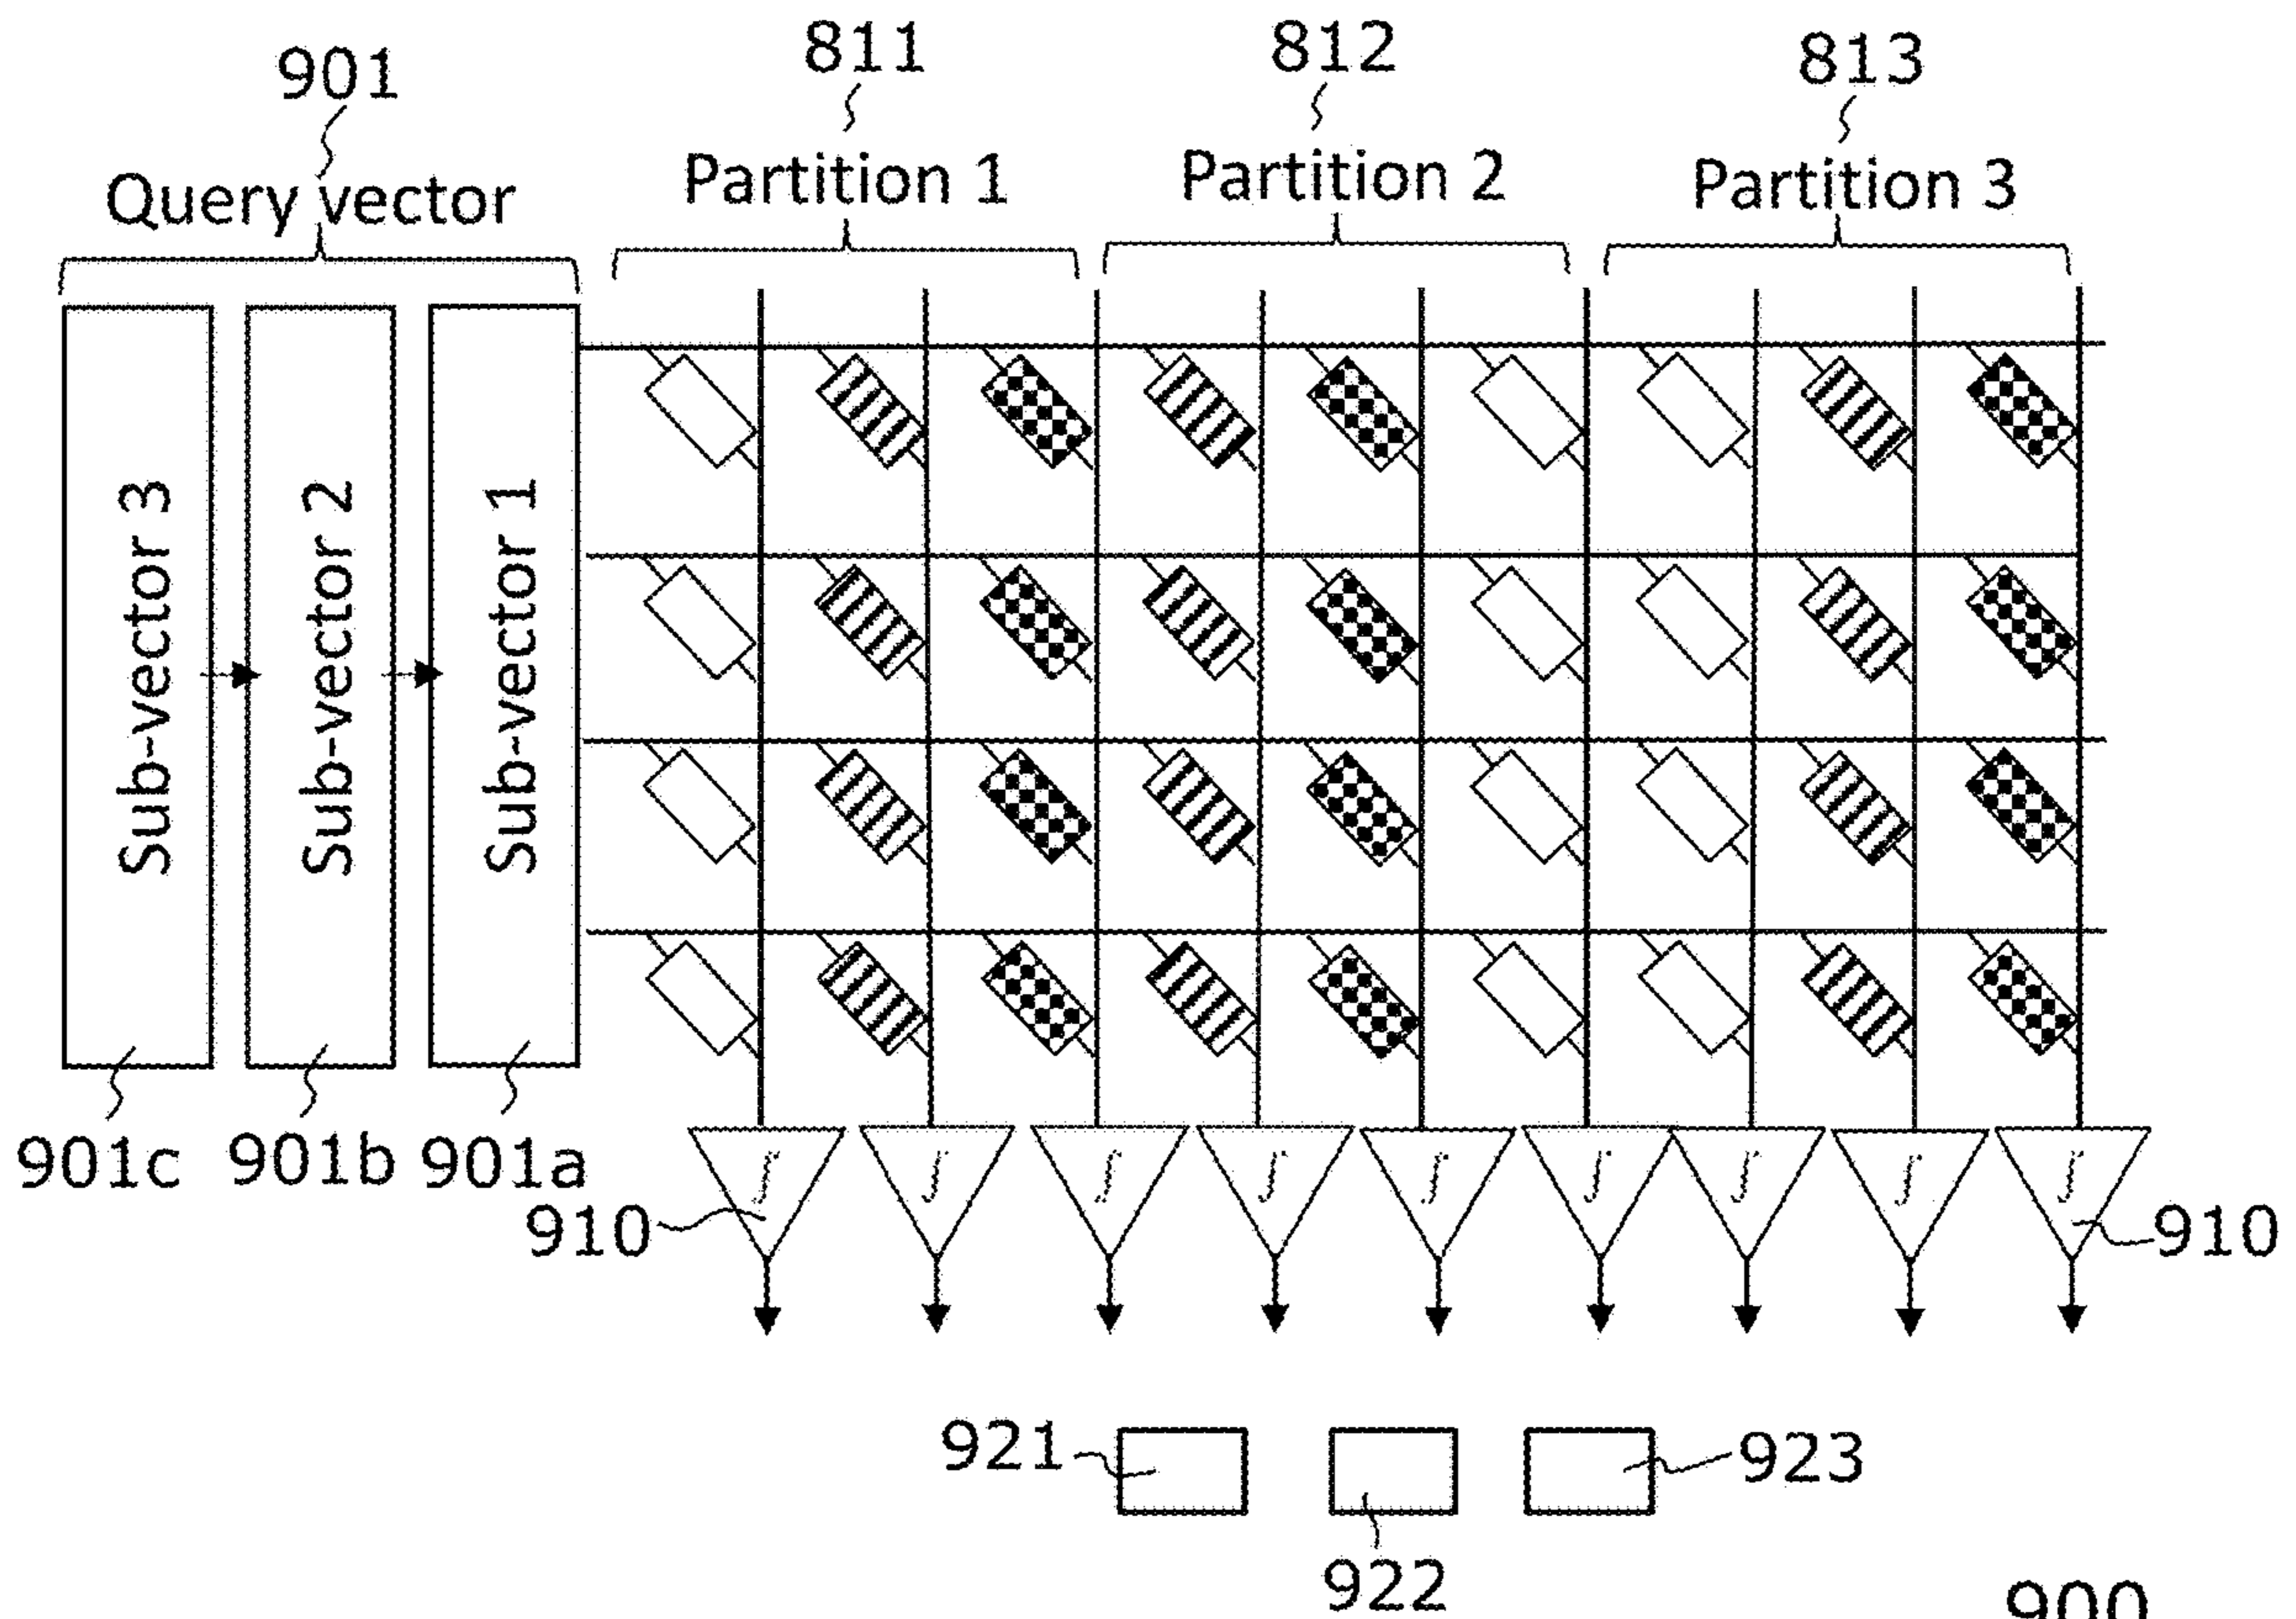 901 811 812 813
Query vector Partition 1 Partition 2 Partition 3
Sub-vector 3
Sub-vector 2
Sub-vector 1
901c 901b 901a
∫ ∫ ∫ ∫ ∫ ∫ ∫ ∫ ∫
910 910
921 923
922
900